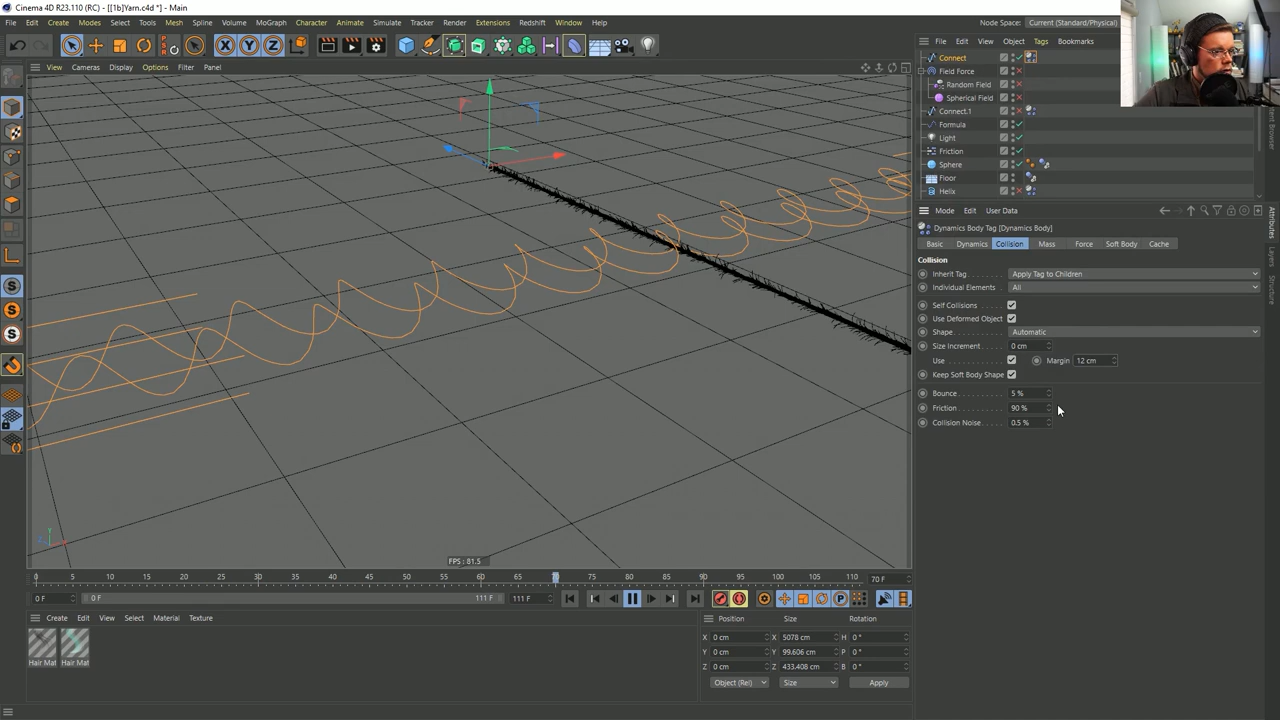 Cinema 4D R23.110 (RC) - [[1b]Yarn.c4d *] - Main
File Edit Create Modes Select Tools Mesh Spline Volume MoGraph Character Animate Simulate Tracker Render Extensions Redshift Window Help
Node Space: Current (Standard/Physical)
View Cameras Display Options Filter Panel
File Edit View Object Tags Bookmarks
Connect
Field Force
Random Field
Spherical Field
Connect.1
Formula
Light
Friction
Sphere
Floor
Helix
Mode Edit User Data
Dynamics Body Tag [Dynamics Body]
Basic Dynamics Collision Mass Force Soft Body Cache
Collision
Inherit Tag Apply Tag to Children
Individual Elements All
Self Collisions
Use Deformed Object
Shape Automatic
Size Increment 0 cm
Use Margin 12 cm
Keep Soft Body Shape
Bounce 5 %
Friction 90 %
Collision Noise 0.5 %
Attributes
Layers
Structure
FPS : 81.5
0 5 10 15 20 25 30 35 40 45 50 55 60 65 70 75 80 85 90 95 100 105 110 70 F
0 F 0 F 111 F 111 F
Create Edit View Select Material Texture
Hair Mat Hair Mat
Position Size Rotation
X 0 cm X 5078 cm H 0 °
Y 0 cm Y 99.606 cm P 0 °
Z 0 cm Z 433.408 cm B 0 °
Object (Rel) Size Apply